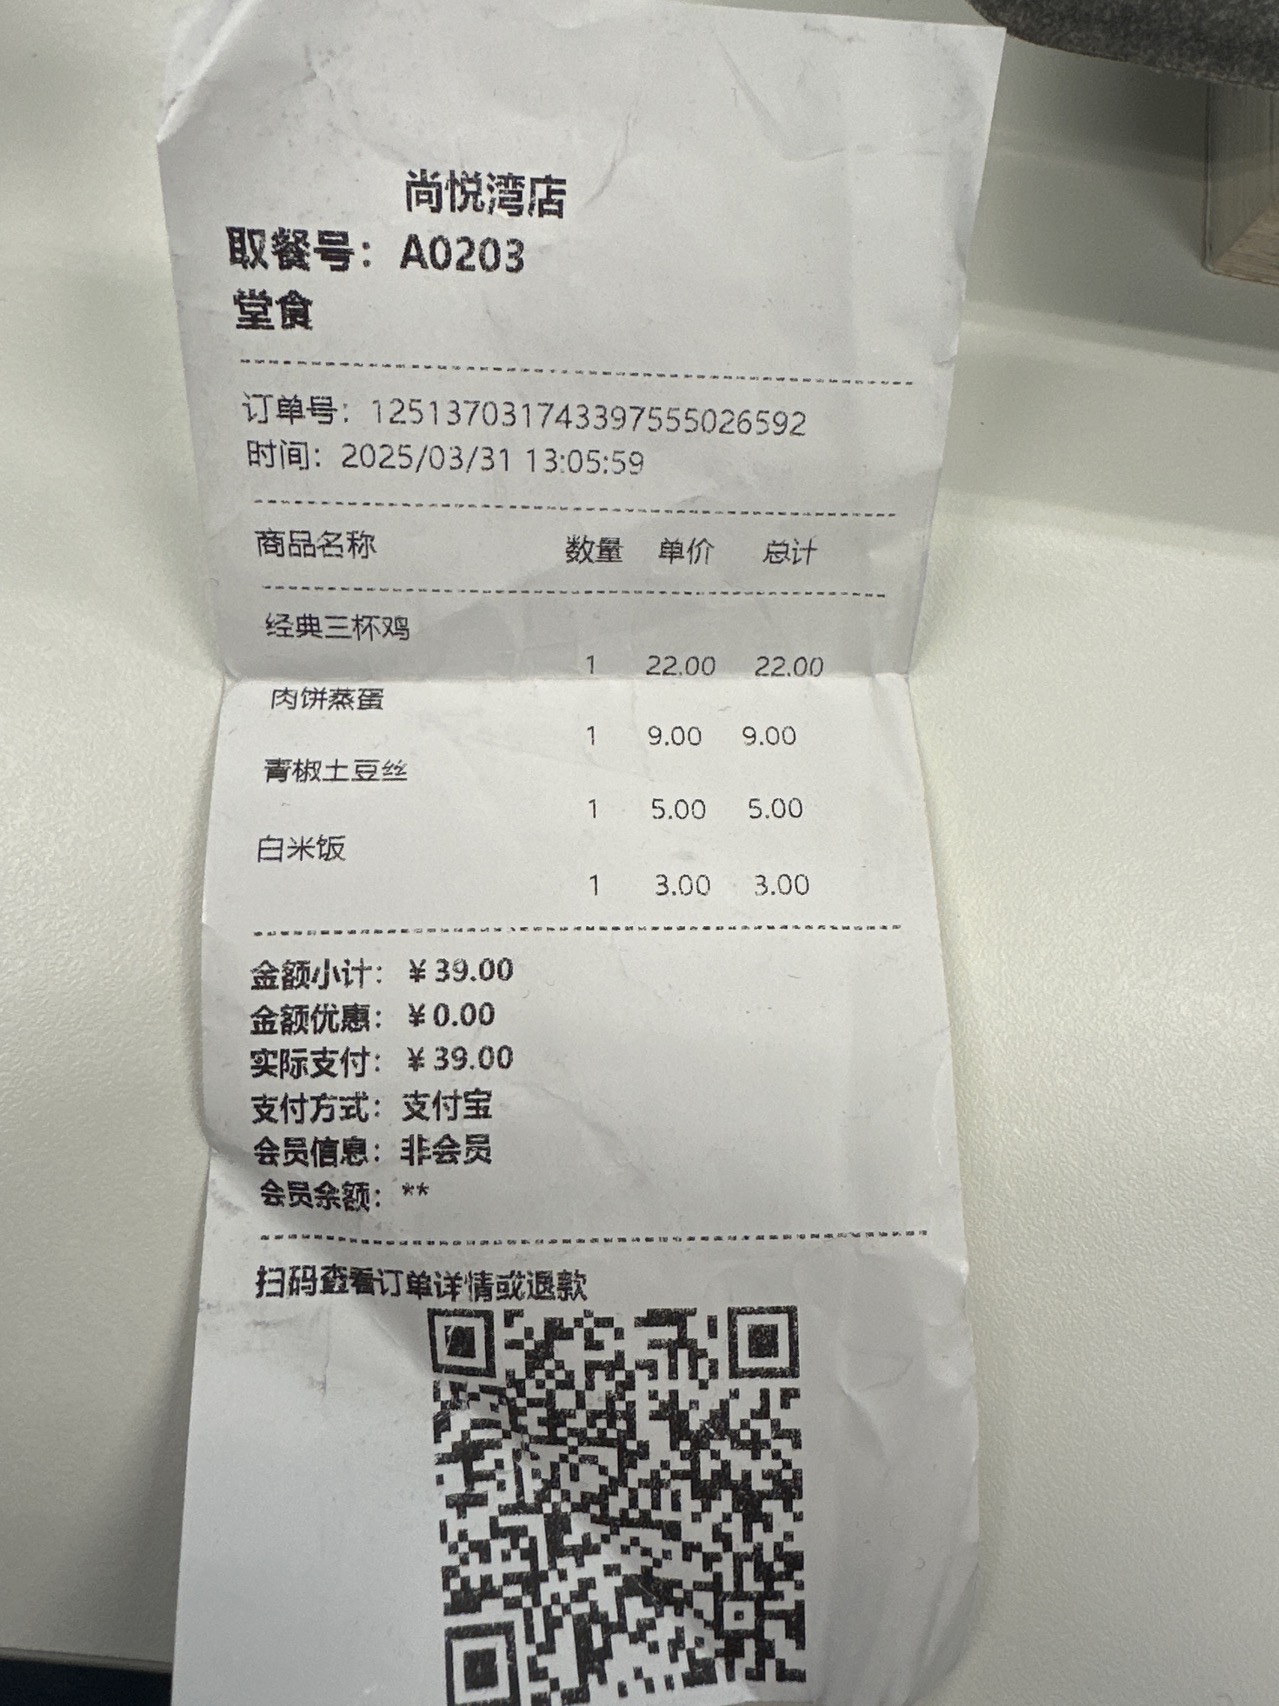 尚悦湾店
取餐号：A0203
堂食
订单号：125137031743397555026592
时间：2025/03/31 13:05:59
商品名称 数量 单价 总计
经典三杯鸡
1 22.00 22.00
肉饼蒸蛋
1 9.00 9.00
青椒土豆丝
1 5.00 5.00
白米饭
1 3.00 3.00
金额小计：￥39.00
金额优惠：￥0.00
实际支付：￥39.00
支付方式：支付宝
会员信息：非会员
会员余额：**
扫码查看订单详情或退款